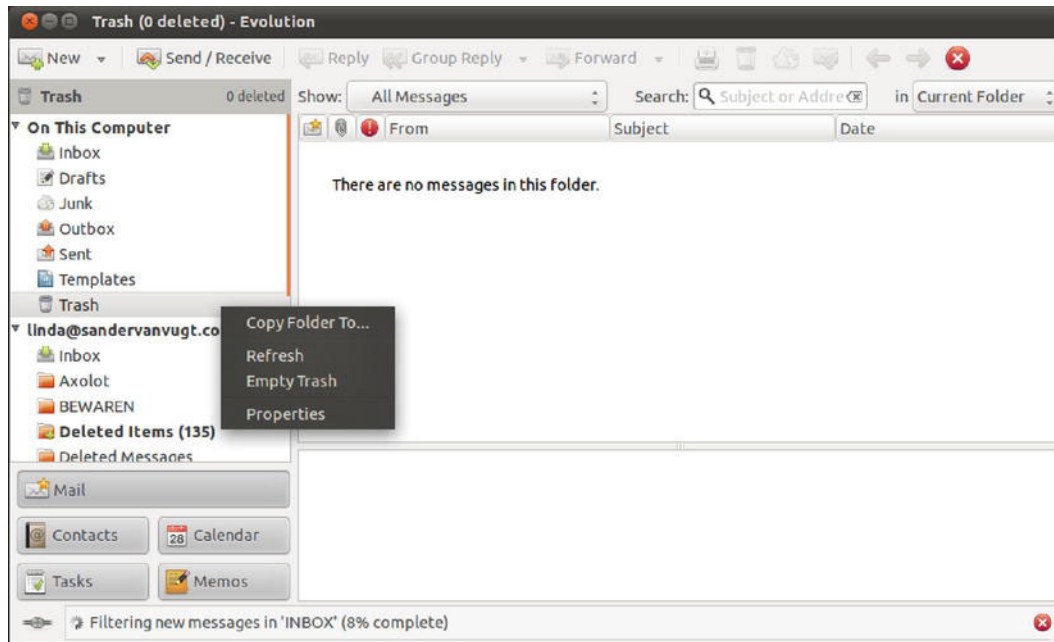 Trash (0 deleted) - Evolution
New Send / Receive Reply Group Reply Forward
Trash 0 deleted Show: All Messages Search: Subject or Addre in Current Folder
On This Computer
From Subject Date
Inbox
Drafts
There are no messages in this folder.
Junk
Outbox
Sent
Templates
Trash
Copy Folder To...
linda@sandervanvugt.co
Inbox
Refresh
Axolot
Empty Trash
BEWAREN
Properties
Deleted Items (135)
Deleted Messages
Mail
Contacts 28 Calendar
Tasks Memos
Filtering new messages in 'INBOX' (8% complete)